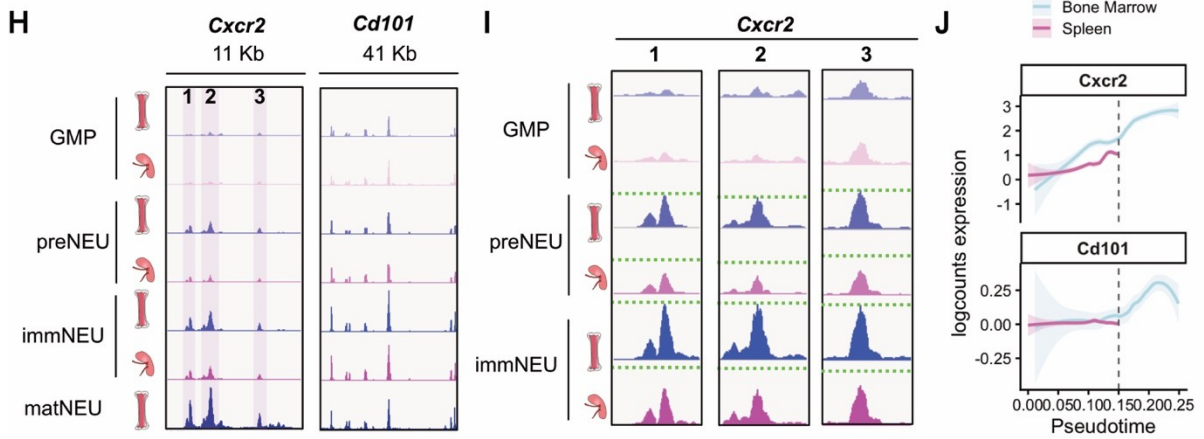 H
Cxcr2 Cd101
11 Kb 41 Kb
1 2 3
GMP
preNEU
immNEU
matNEU
I
Cxcr2
1 2 3
GMP
preNEU
immNEU
J
Bone Marrow
Spleen
Cxcr2
3
2
1
0
-1
Cd101
0.25
0.00
-0.25
logcounts expression
0.000.050.100.150.200.25
Pseudotime